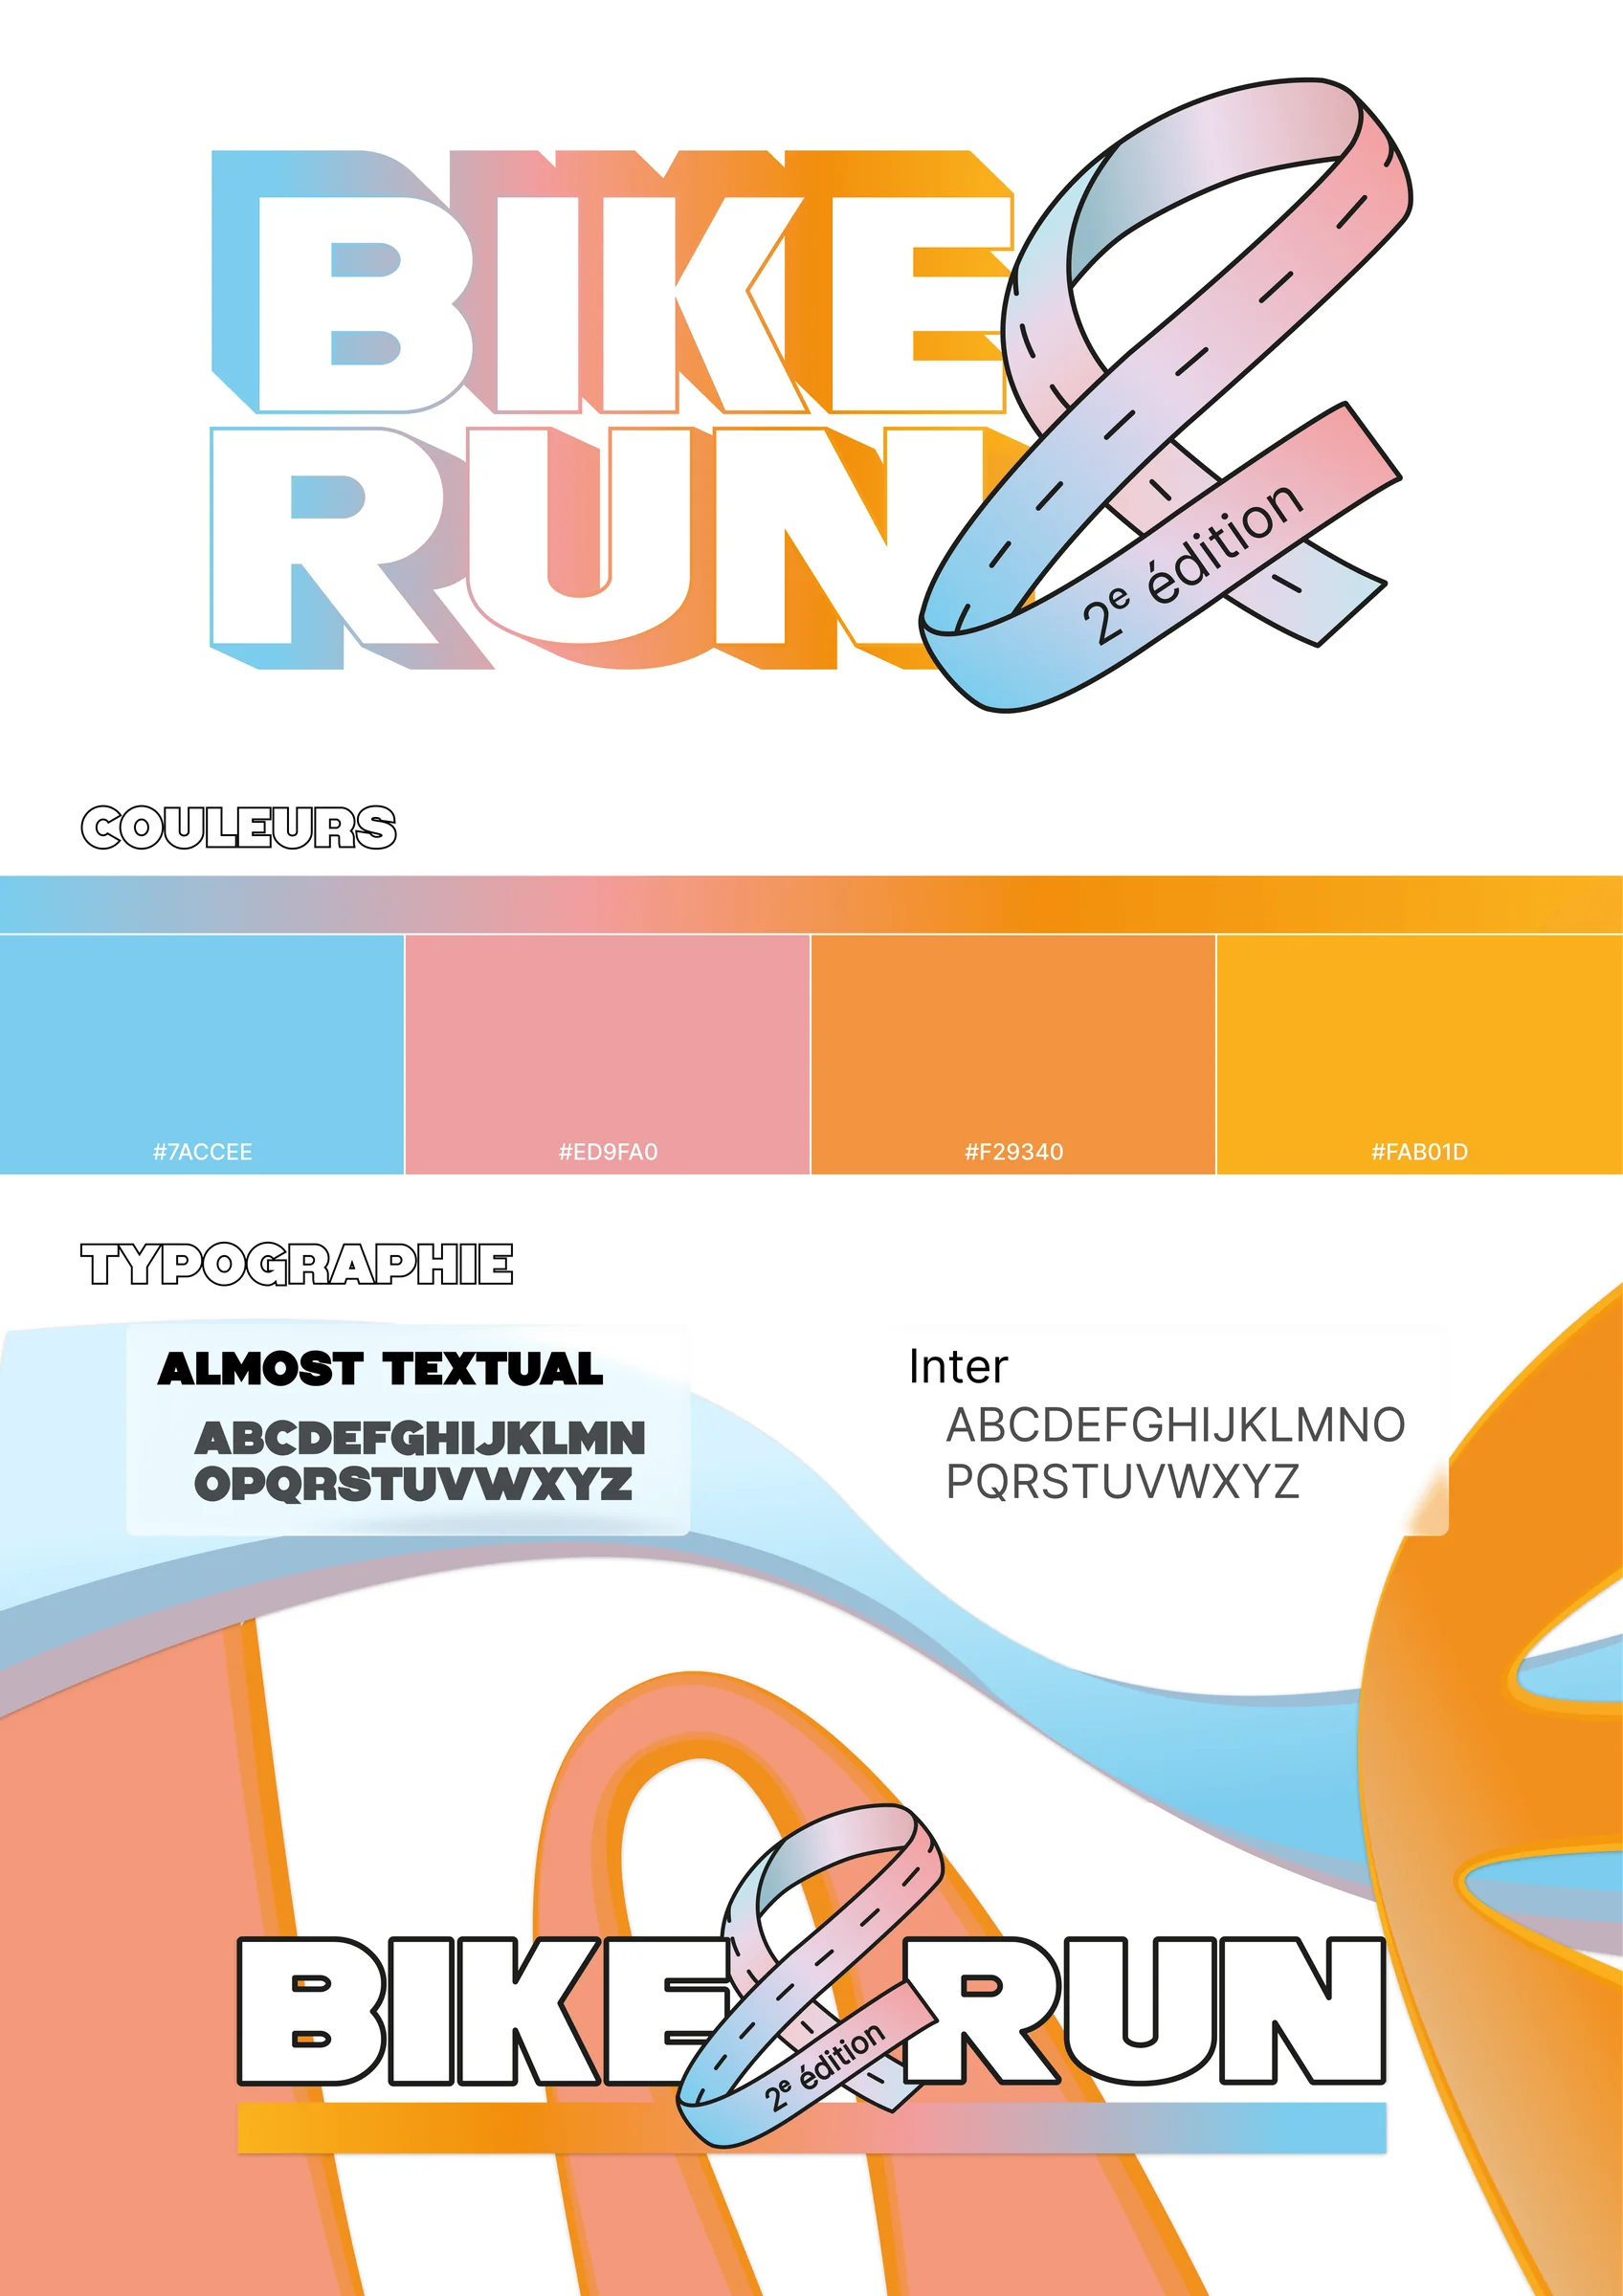 BIKE &
RUN
2e édition
COULEURS
#7ACCEE
#ED9FA0
#F29340
#FAB01D
TYPOGRAPHIE
ALMOST TEXTUAL
ABCDEFGHIJKLMN
OPQRSTUVWXYZ
Inter
ABCDEFGHIJKLMNO
PQRSTUVWXYZ
BIKE & RUN
2e édition